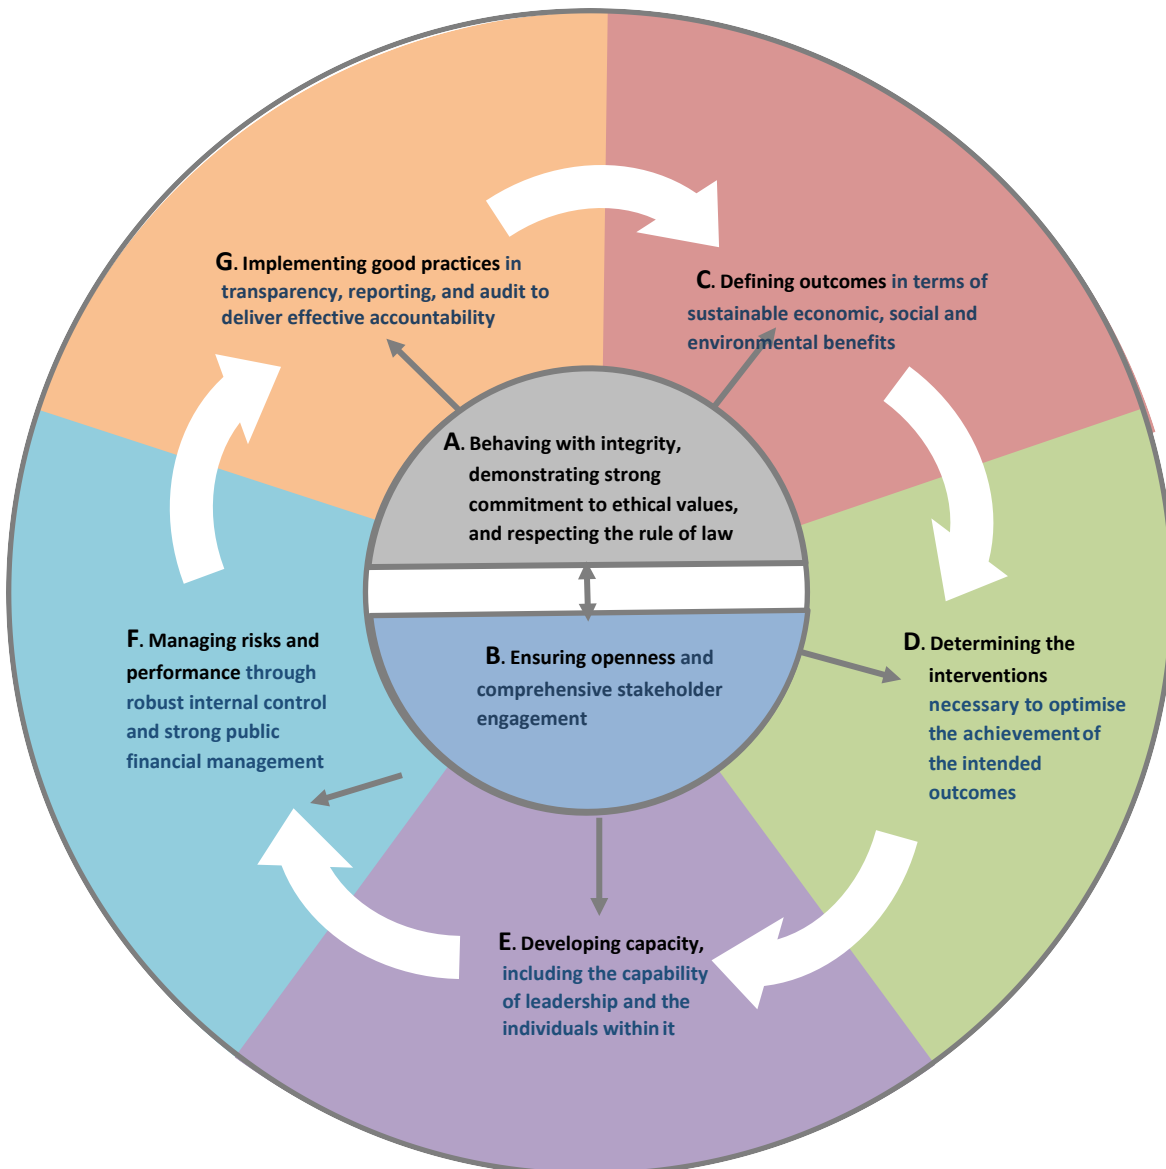 G. Implementing good practices in
transparency, reporting, and audit to
deliver effective accountability
C. Defining outcomes in terms of
sustainable economic, social and
environmental benefits
A. Behaving with integrity,
demonstrating strong
commitment to ethical values,
and respecting the rule of law
B. Ensuring openness and
comprehensive stakeholder
engagement
F. Managing risks and
performance through
robust internal control
and strong public
financial management
D. Determining the
interventions
necessary to optimise
the achievement of
the intended
outcomes
E. Developing capacity,
including the capability
of leadership and the
individuals within it